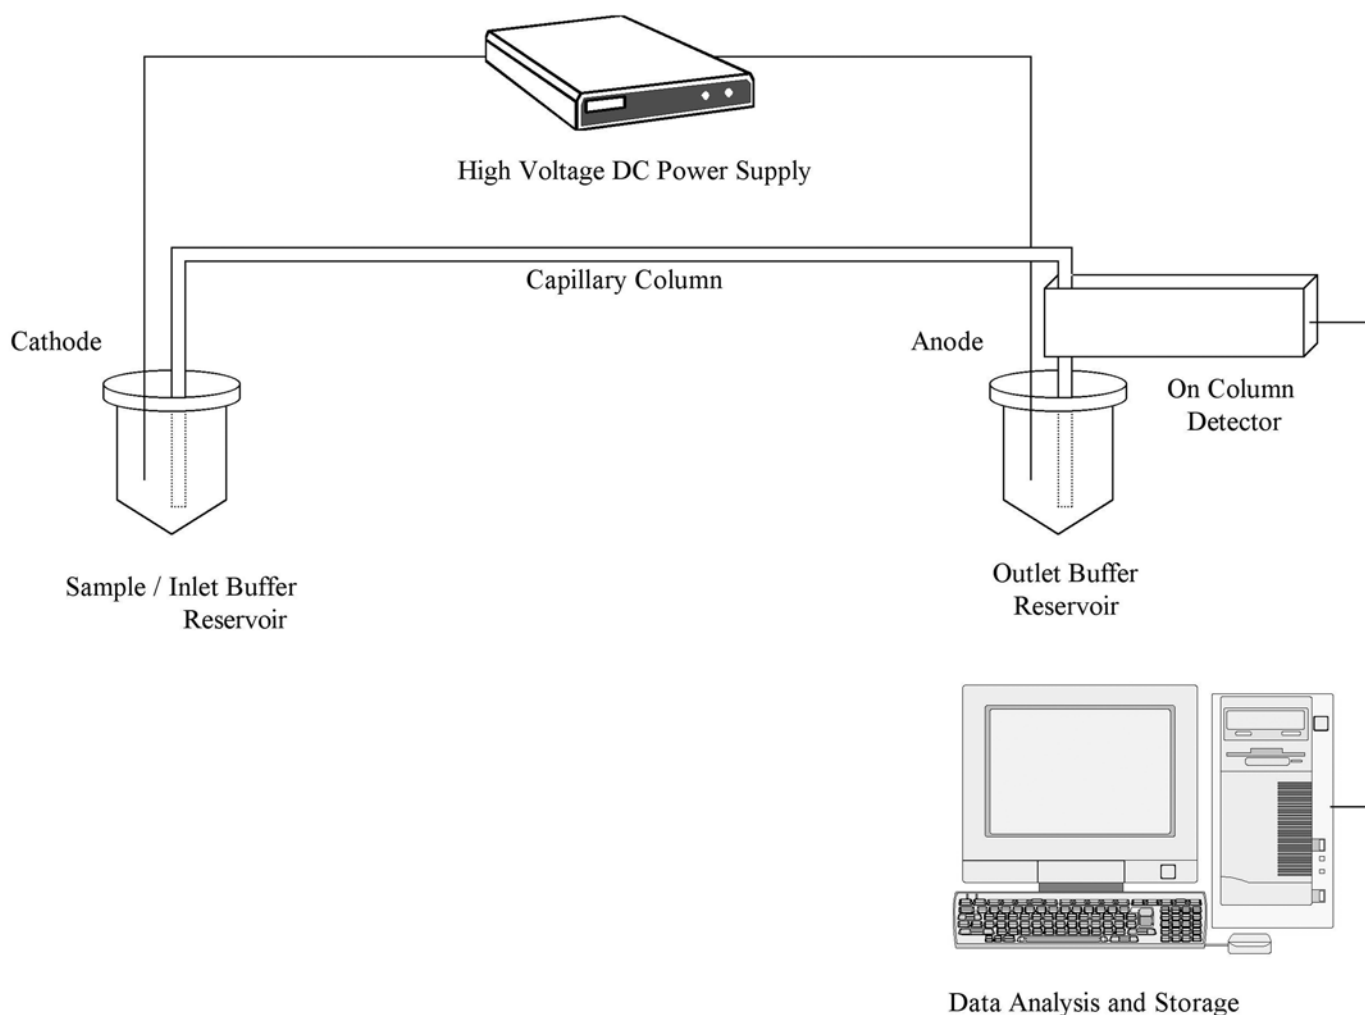 High Voltage DC Power Supply
Capillary Column
Cathode
Anode
On Column
Detector
Sample / Inlet Buffer
Reservoir
Outlet Buffer
Reservoir
Data Analysis and Storage